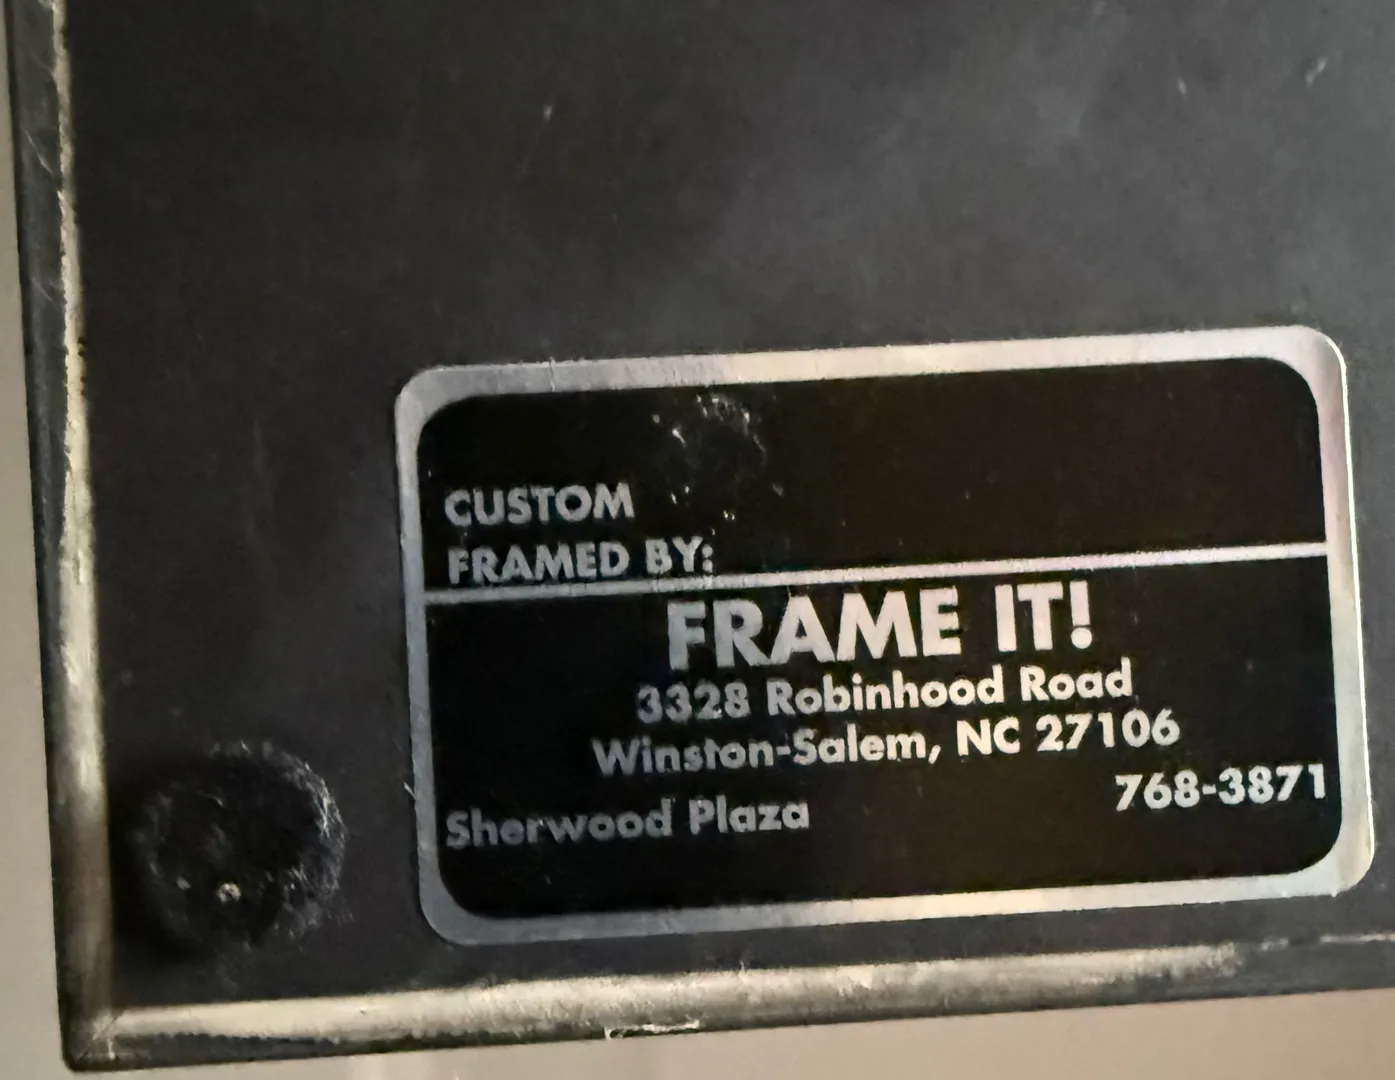 CUSTOM
FRAMED BY:
FRAME IT!
3328 Robinhood Road
Winston-Salem, NC 27106
768-3871
Sherwood Plaza